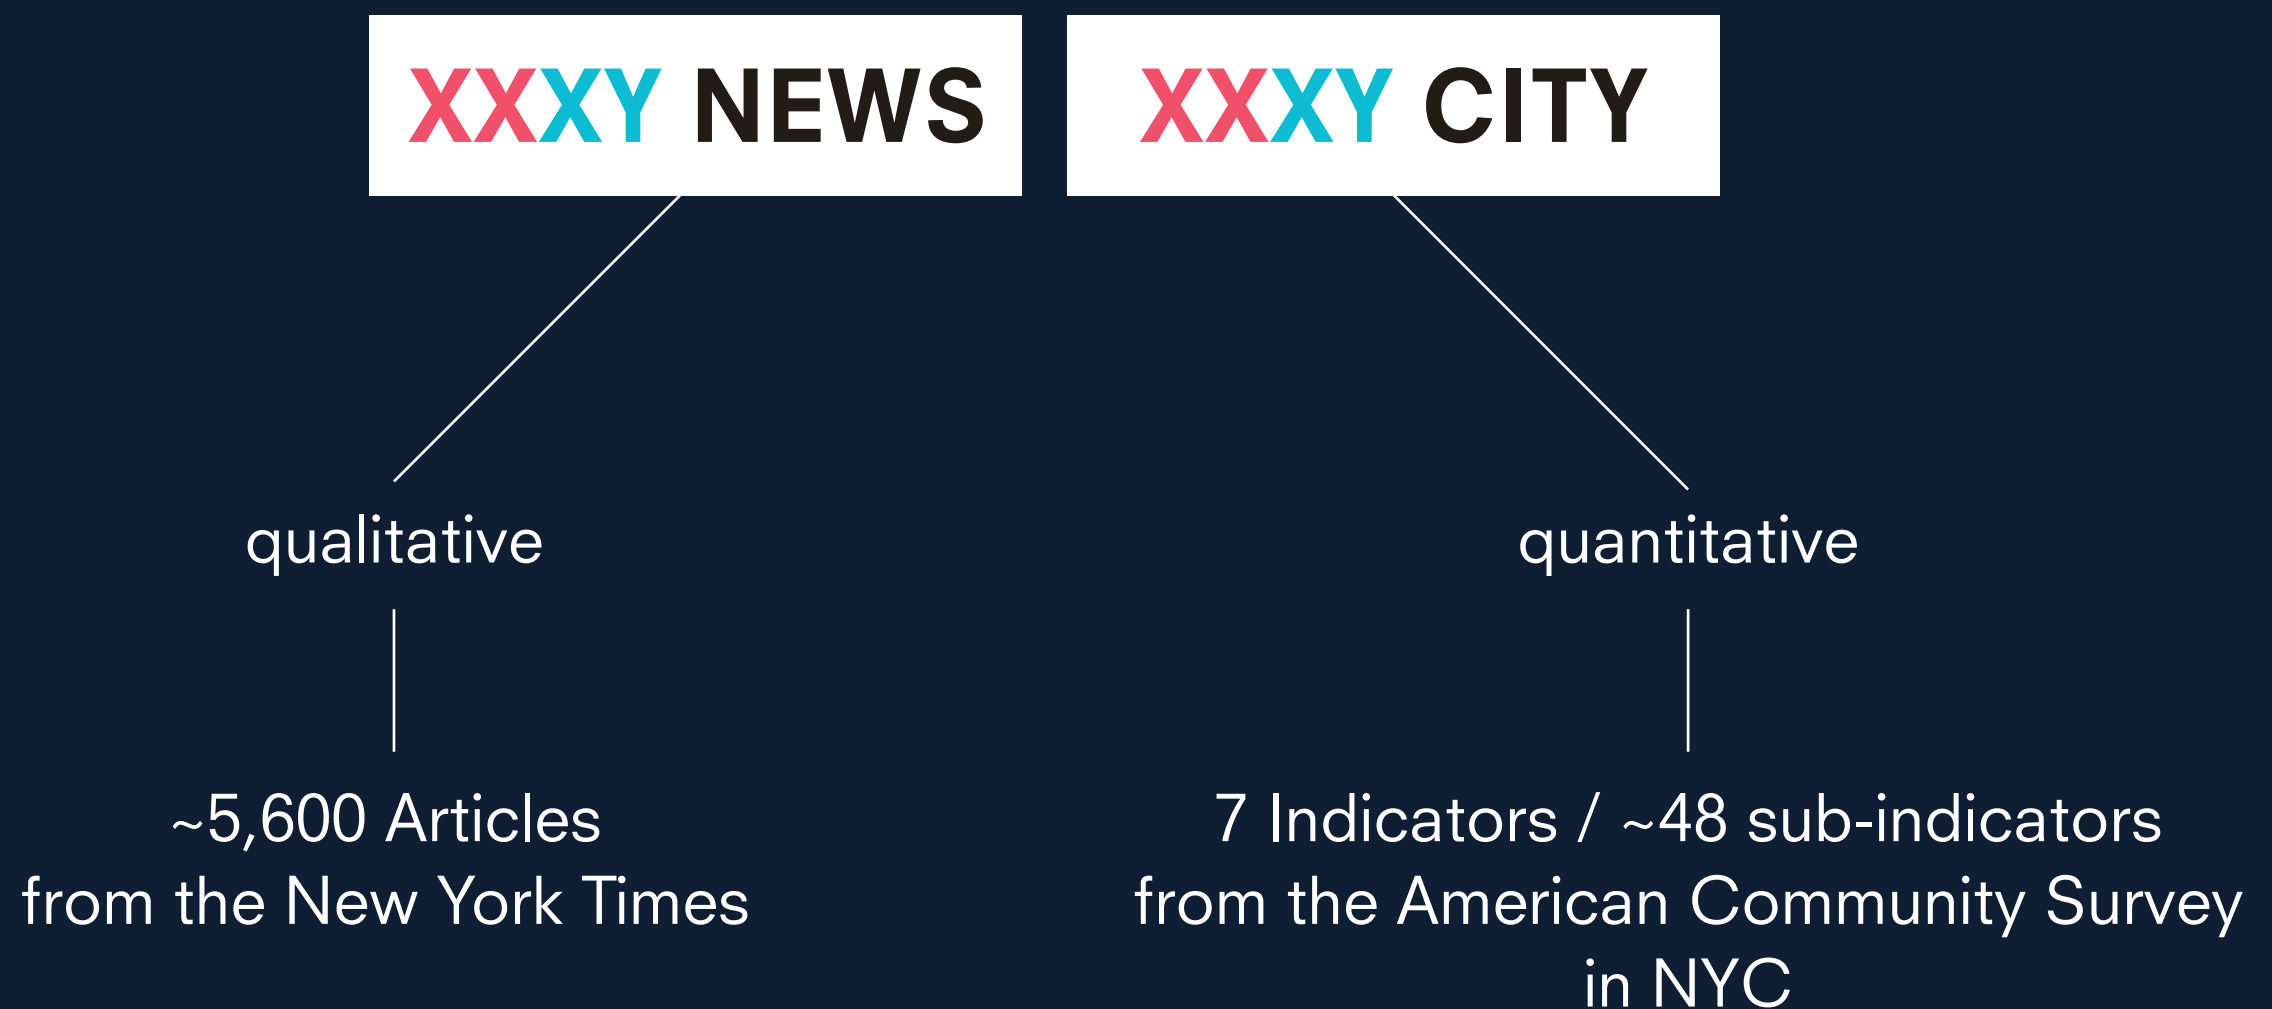 XXXY NEWS
XXXY CITY
qualitative
quantitative
~5,600 Articles
from the New York Times
7 Indicators / ~48 sub-indicators
from the American Community Survey
in NYC